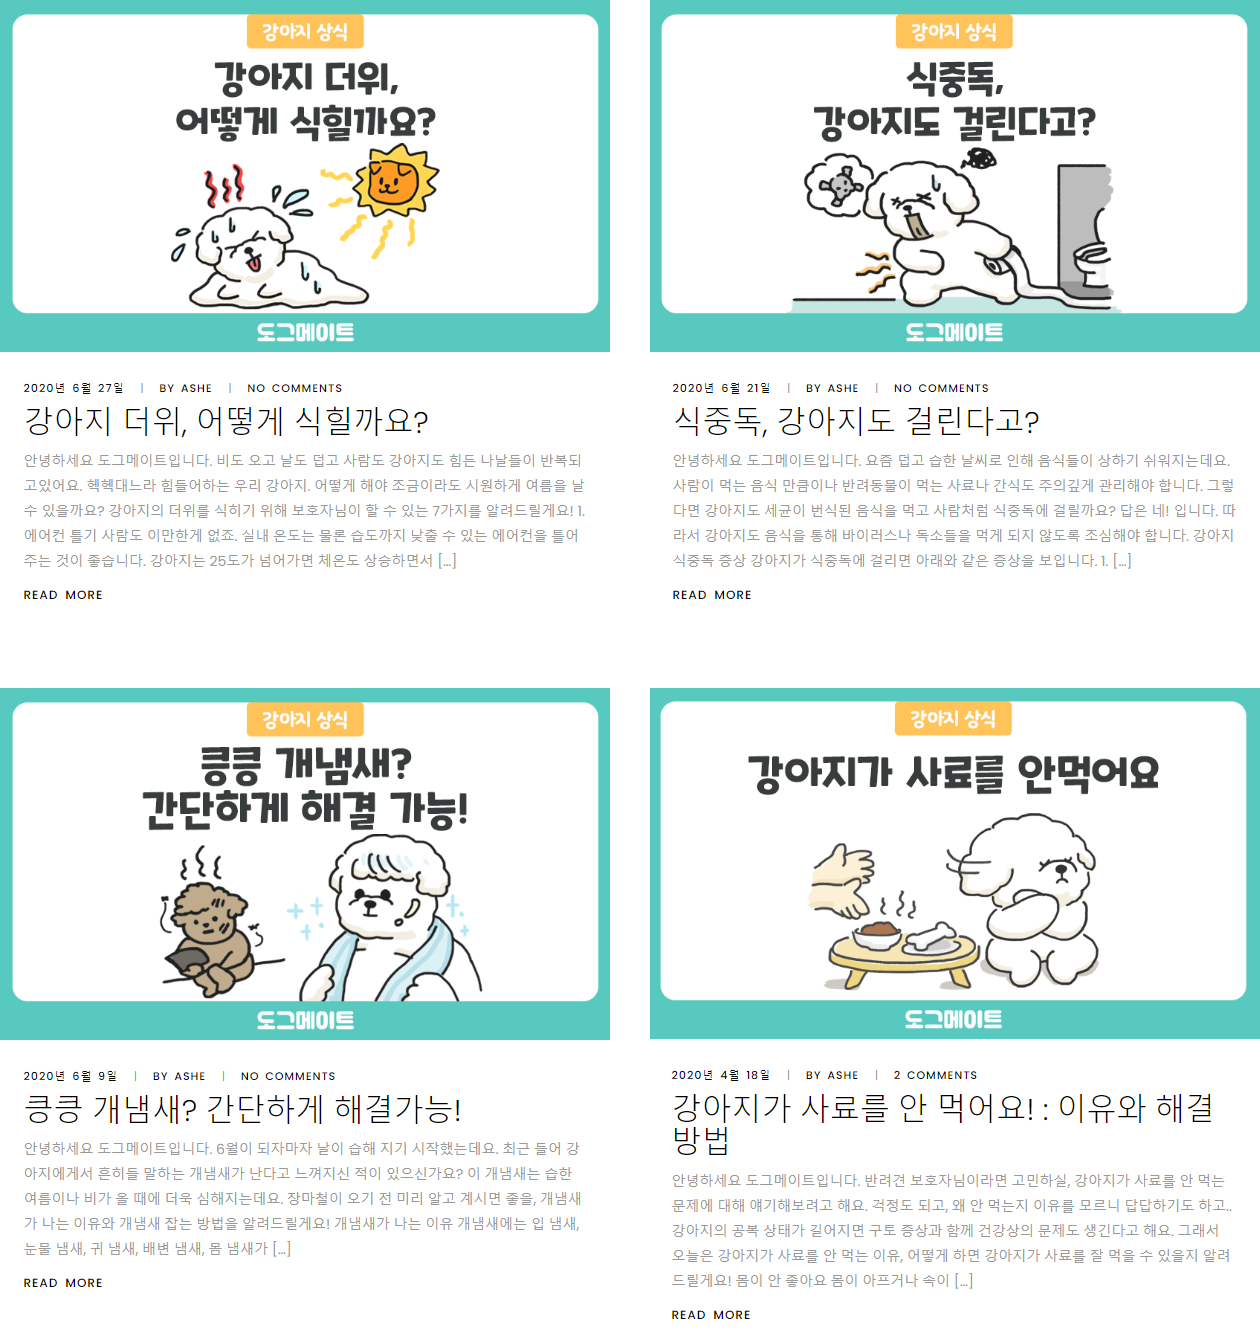 강아지 상식
강아지 더위,
어떻게 식힐까요?
도그메이트
2020년 6월 27일 | BY ASHE | NO COMMENTS
강아지 더위, 어떻게 식힐까요?
안녕하세요 도그메이트입니다. 비도 오고 날도 덥고 사람도 강아지도 힘든 나날들이 반복되
고있어요. 헥헥대느라 힘들어하는 우리 강아지. 어떻게 해야 조금이라도 시원하게 여름을 날
수 있을까요? 강아지의 더위를 식히기 위해 보호자님이 할 수 있는 7가지를 알려드릴게요! 1.
에어컨 틀기 사람도 이만한게 없죠. 실내 온도는 물론 습도까지 낮출 수 있는 에어컨을 틀어
주는 것이 좋습니다. 강아지는 25도가 넘어가면 체온도 상승하면서 […]
READ MORE
강아지 상식
식중독,
강아지도 걸린다고?
도그메이트
2020년 6월 21일 | BY ASHE | NO COMMENTS
식중독, 강아지도 걸린다고?
안녕하세요 도그메이트입니다. 요즘 덥고 습한 날씨로 인해 음식들이 상하기 쉬워지는데요.
사람이 먹는 음식 만큼이나 반려동물이 먹는 사료나 간식도 주의깊게 관리해야 합니다. 그렇
다면 강아지도 세균이 번식된 음식을 먹고 사람처럼 식중독에 걸릴까요? 답은 네! 입니다. 따
라서 강아지도 음식을 통해 바이러스나 독소들을 먹게 되지 않도록 조심해야 합니다. 강아지
식중독 증상 강아지가 식중독에 걸리면 아래와 같은 증상을 보입니다. 1. […]
READ MORE
강아지 상식
킁킁 개냄새?
간단하게 해결 가능!
도그메이트
2020년 6월 9일 | BY ASHE | NO COMMENTS
킁킁 개냄새? 간단하게 해결가능!
안녕하세요 도그메이트입니다. 6월이 되자마자 날이 습해 지기 시작했는데요. 최근 들어 강
아지에게서 흔히들 말하는 개냄새가 난다고 느껴지신 적이 있으신가요? 이 개냄새는 습한
여름이나 비가 올 때에 더욱 심해지는데요. 장마철이 오기 전 미리 알고 계시면 좋을, 개냄새
가 나는 이유와 개냄새 잡는 방법을 알려드릴게요! 개냄새가 나는 이유 개냄새에는 입 냄새,
눈물 냄새, 귀 냄새, 배변 냄새, 몸 냄새가 […]
READ MORE
강아지 상식
강아지가 사료를 안먹어요
도그메이트
2020년 4월 18일 | BY ASHE | 2 COMMENTS
강아지가 사료를 안 먹어요! : 이유와 해결
방법
안녕하세요 도그메이트입니다. 반려견 보호자님이라면 고민하실, 강아지가 사료를 안 먹는
문제에 대해 얘기해보려고 해요. 걱정도 되고, 왜 안 먹는지 이유를 모르니 답답하기도 하고..
강아지의 공복 상태가 길어지면 구토 증상과 함께 건강상의 문제도 생긴다고 해요. 그래서
오늘은 강아지가 사료를 안 먹는 이유, 어떻게 하면 강아지가 사료를 잘 먹을 수 있을지 알려
드릴게요! 몸이 안 좋아요 몸이 아프거나 속이 […]
READ MORE